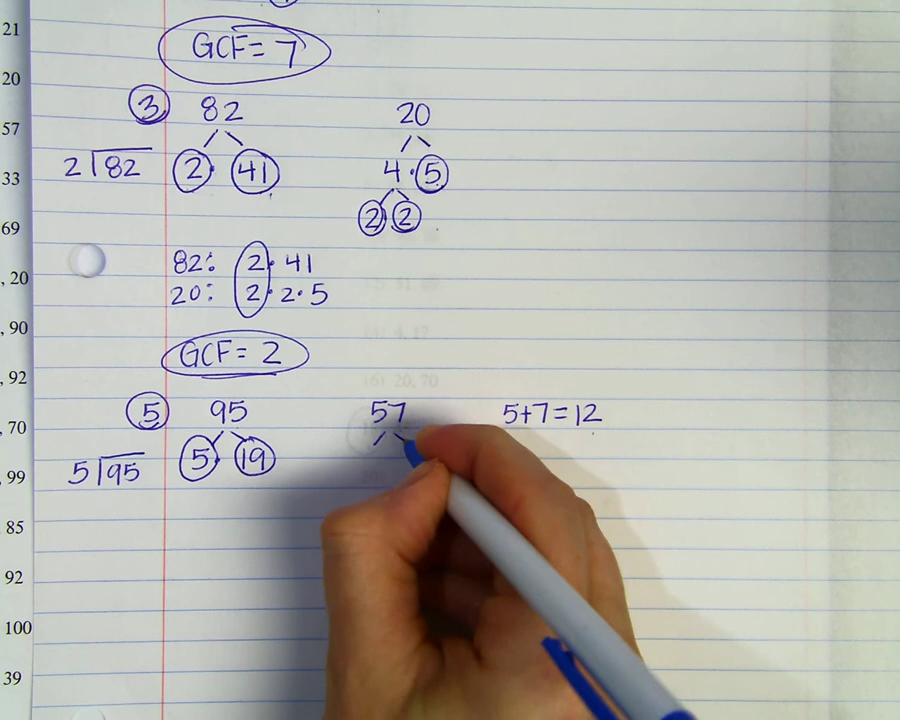 21
GCF= 7
20
③ 82 20
57
2⟌82 2 · 41 4 · 5
33
2 2
69
82: 2 · 41
, 20
20: 2 · 2 · 5
, 90
GCF= 2
, 92
⑤ 95 57 5+7=12
, 70
5⟌95 5 · 19
, 99
85
92
100
39